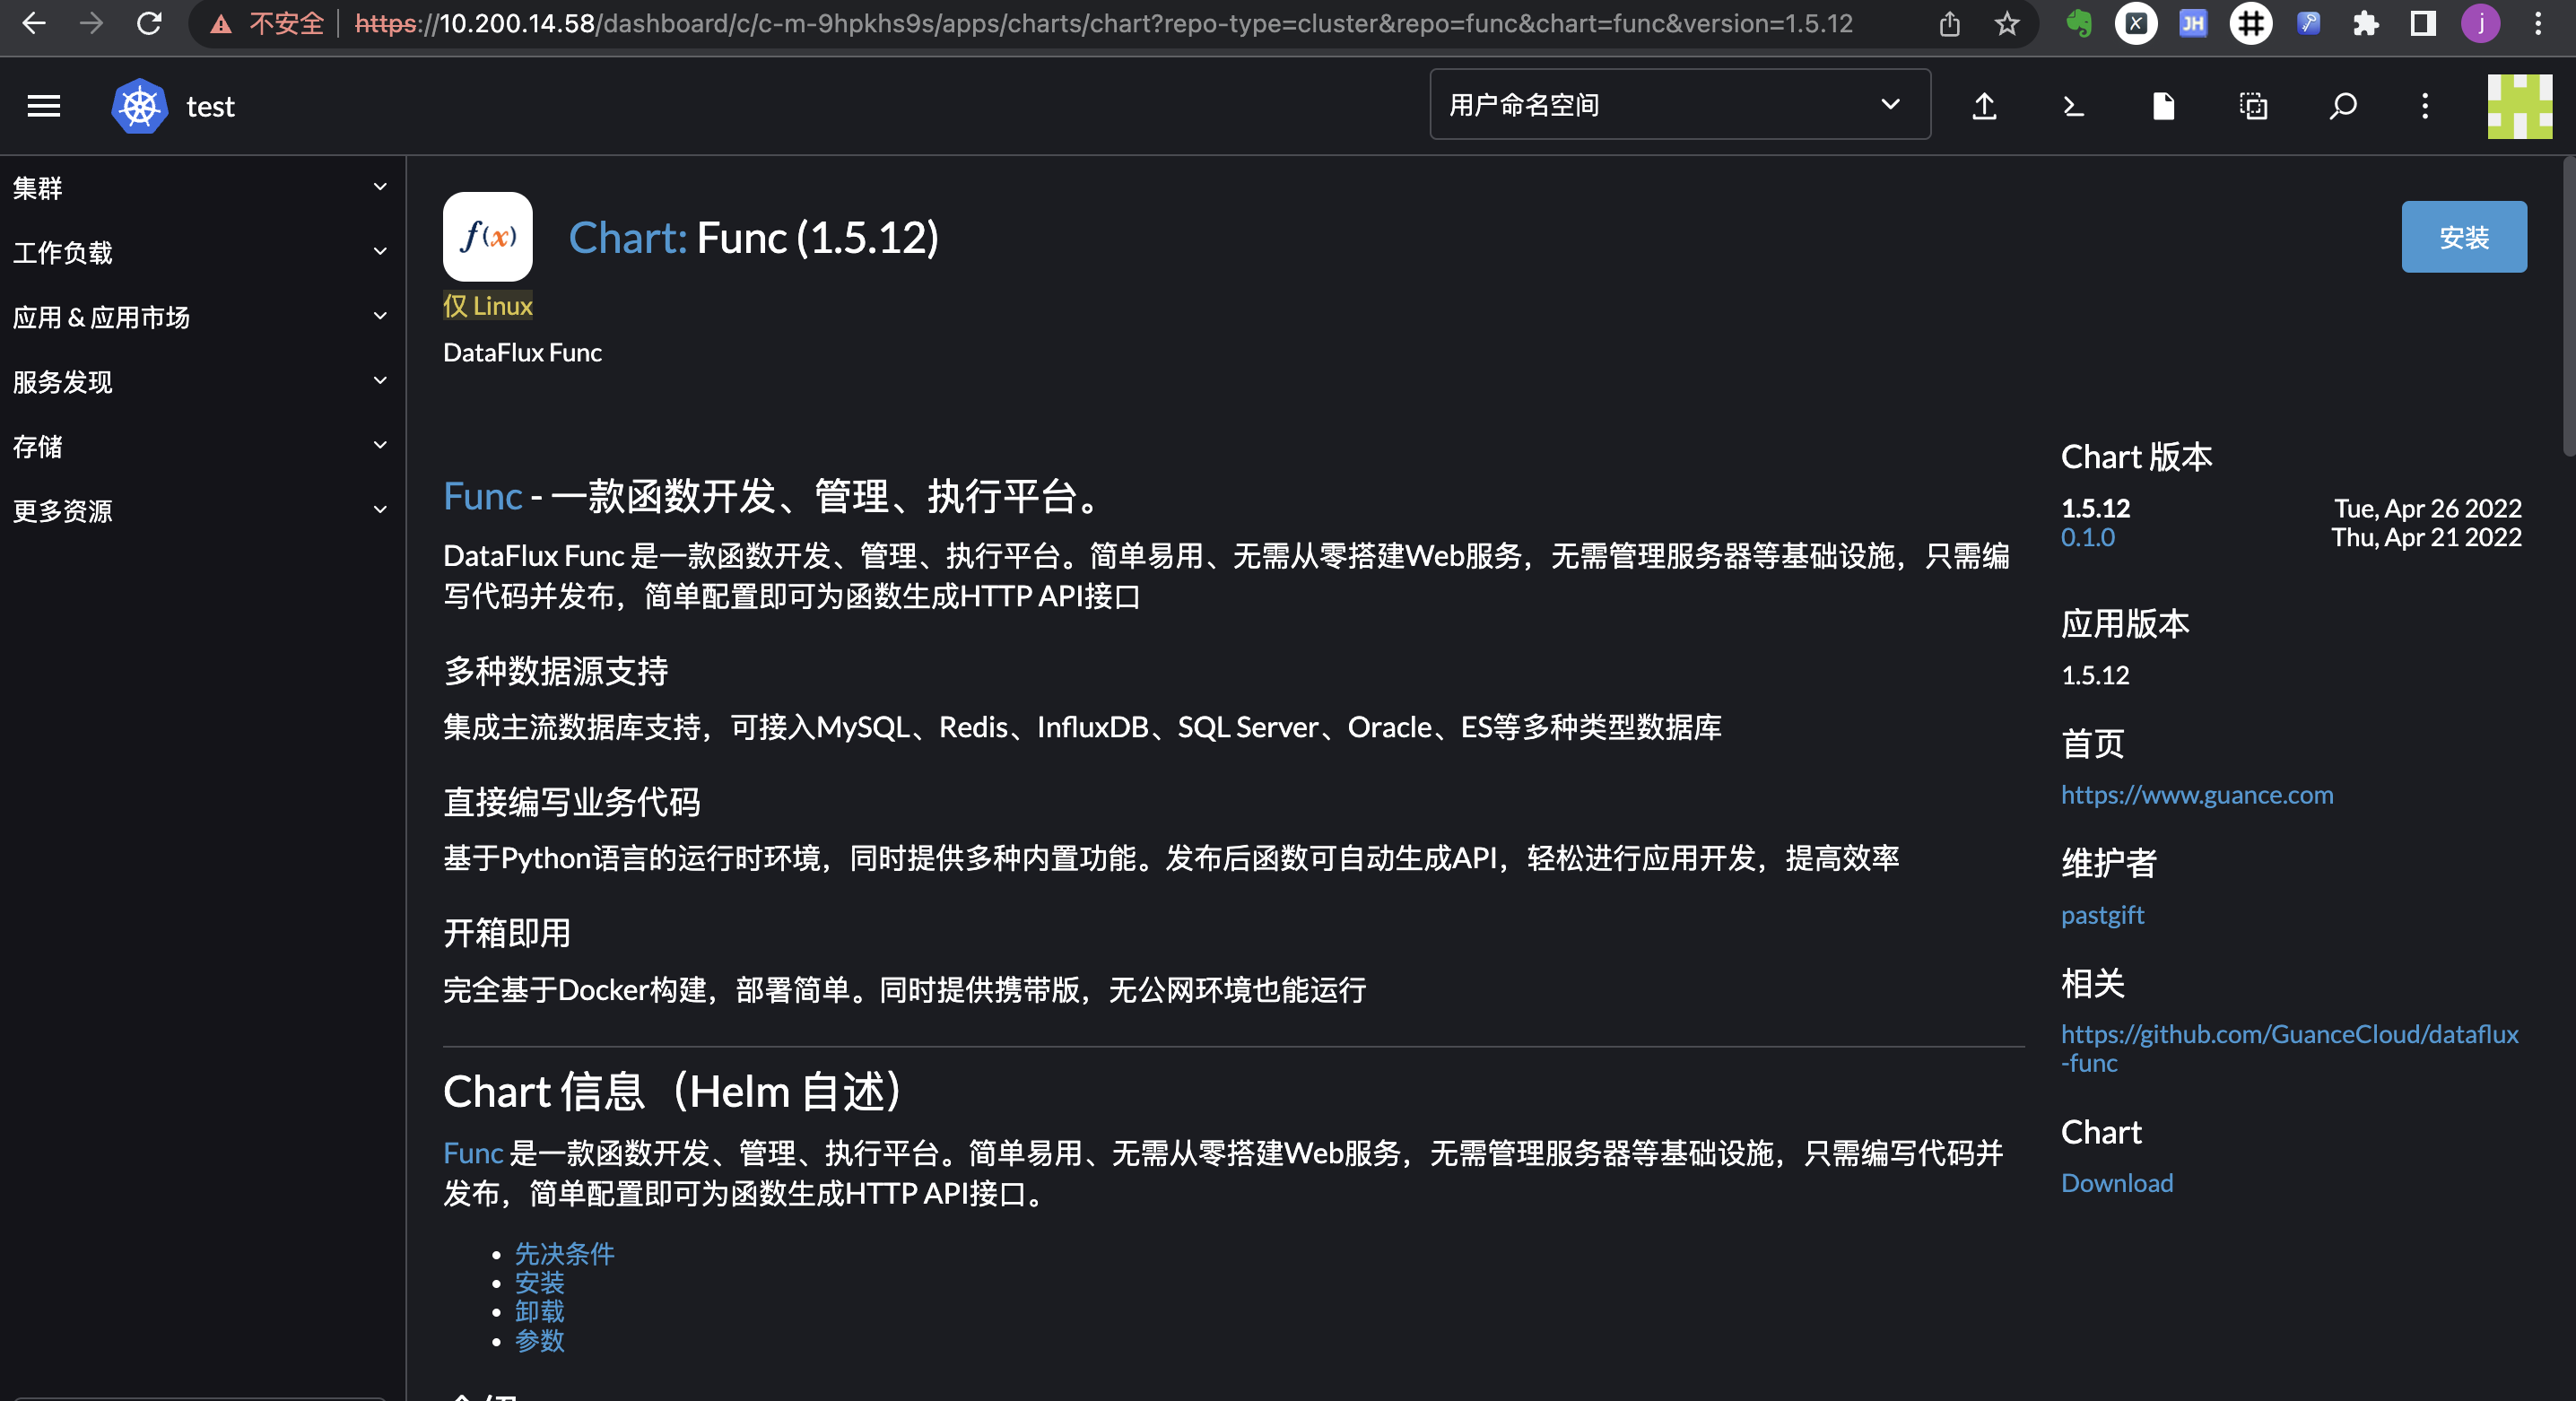 不安全 | https://10.200.14.58/dashboard/c/c-m-9hpkhs9s/apps/charts/chart?repo-type=cluster&repo=func&chart=func&version=1.5.12
JH
j
test
用户命名空间
集群
工作负载
应用 & 应用市场
服务发现
存储
更多资源
f(x)
Chart: Func (1.5.12)
安装
仅 Linux
DataFlux Func
Func - 一款函数开发、管理、执行平台。
DataFlux Func 是一款函数开发、管理、执行平台。简单易用、无需从零搭建Web服务，无需管理服务器等基础设施，只需编
写代码并发布，简单配置即可为函数生成HTTP API接口
多种数据源支持
集成主流数据库支持，可接入MySQL、Redis、InfluxDB、SQL Server、Oracle、ES等多种类型数据库
直接编写业务代码
基于Python语言的运行时环境，同时提供多种内置功能。发布后函数可自动生成API，轻松进行应用开发，提高效率
开箱即用
完全基于Docker构建，部署简单。同时提供携带版，无公网环境也能运行
Chart 信息（Helm 自述）
Func 是一款函数开发、管理、执行平台。简单易用、无需从零搭建Web服务，无需管理服务器等基础设施，只需编写代码并
发布，简单配置即可为函数生成HTTP API接口。
先决条件
安装
卸载
参数
Chart 版本
1.5.12 Tue, Apr 26 2022
0.1.0 Thu, Apr 21 2022
应用版本
1.5.12
首页
https://www.guance.com
维护者
pastgift
相关
https://github.com/GuanceCloud/dataflux
-func
Chart
Download